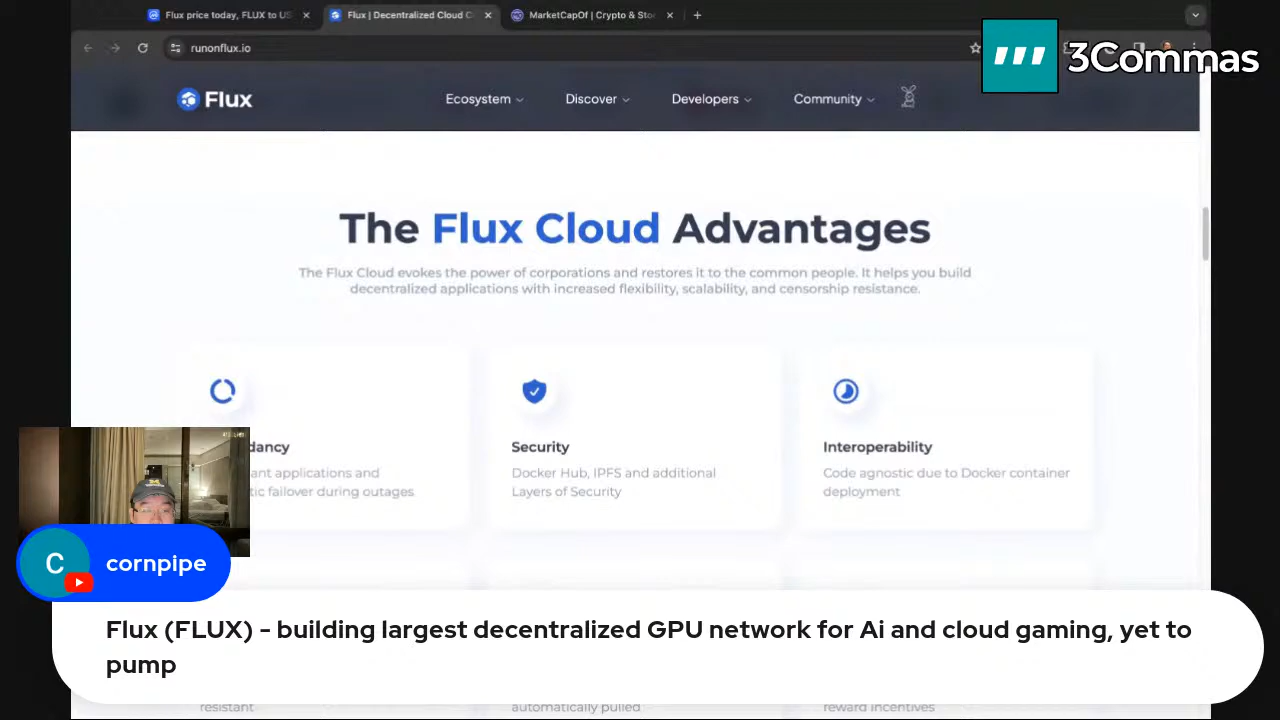 Flux price today, FLUX to US
Flux | Decentralized Cloud C
MarketCapOf | Crypto & Sto
runonflux.io
3Commas
Flux
Ecosystem
Discover
Developers
Community
The Flux Cloud Advantages
The Flux Cloud evokes the power of corporations and restores it to the common people. It helps you build
decentralized applications with increased flexibility, scalability, and censorship resistance.
dancy
ant applications and
tic failover during outages
Security
Docker Hub, IPFS and additional
Layers of Security
Interoperability
Code agnostic due to Docker container
deployment
C
cornpipe
Flux (FLUX) - building largest decentralized GPU network for Ai and cloud gaming, yet to
pump
resistant
automatically pulled
reward incentives